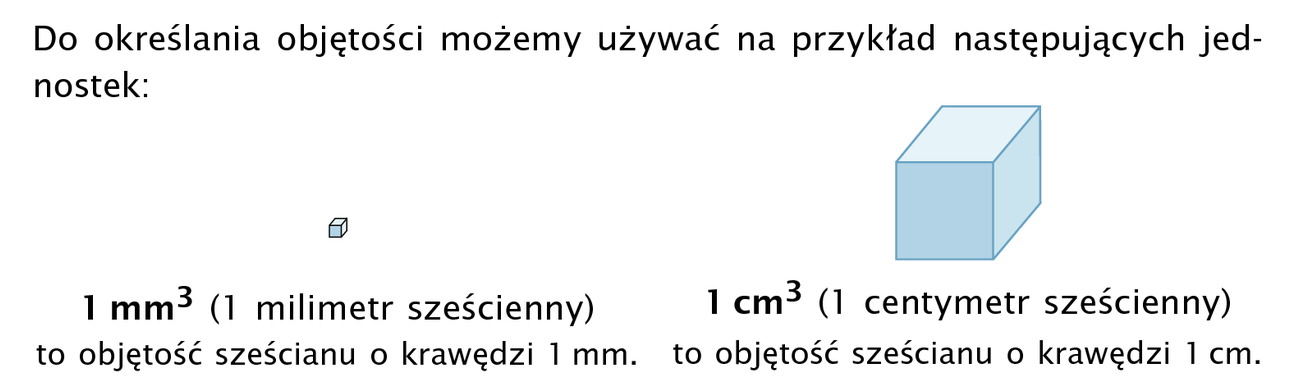 Do określania objętości możemy używać na przykład następujących jed-
nostek:
1 mm³ (1 milimetr sześcienny)
to objętość sześcianu o krawędzi 1 mm.
1 cm³ (1 centymetr sześcienny)
to objętość sześcianu o krawędzi 1 cm.